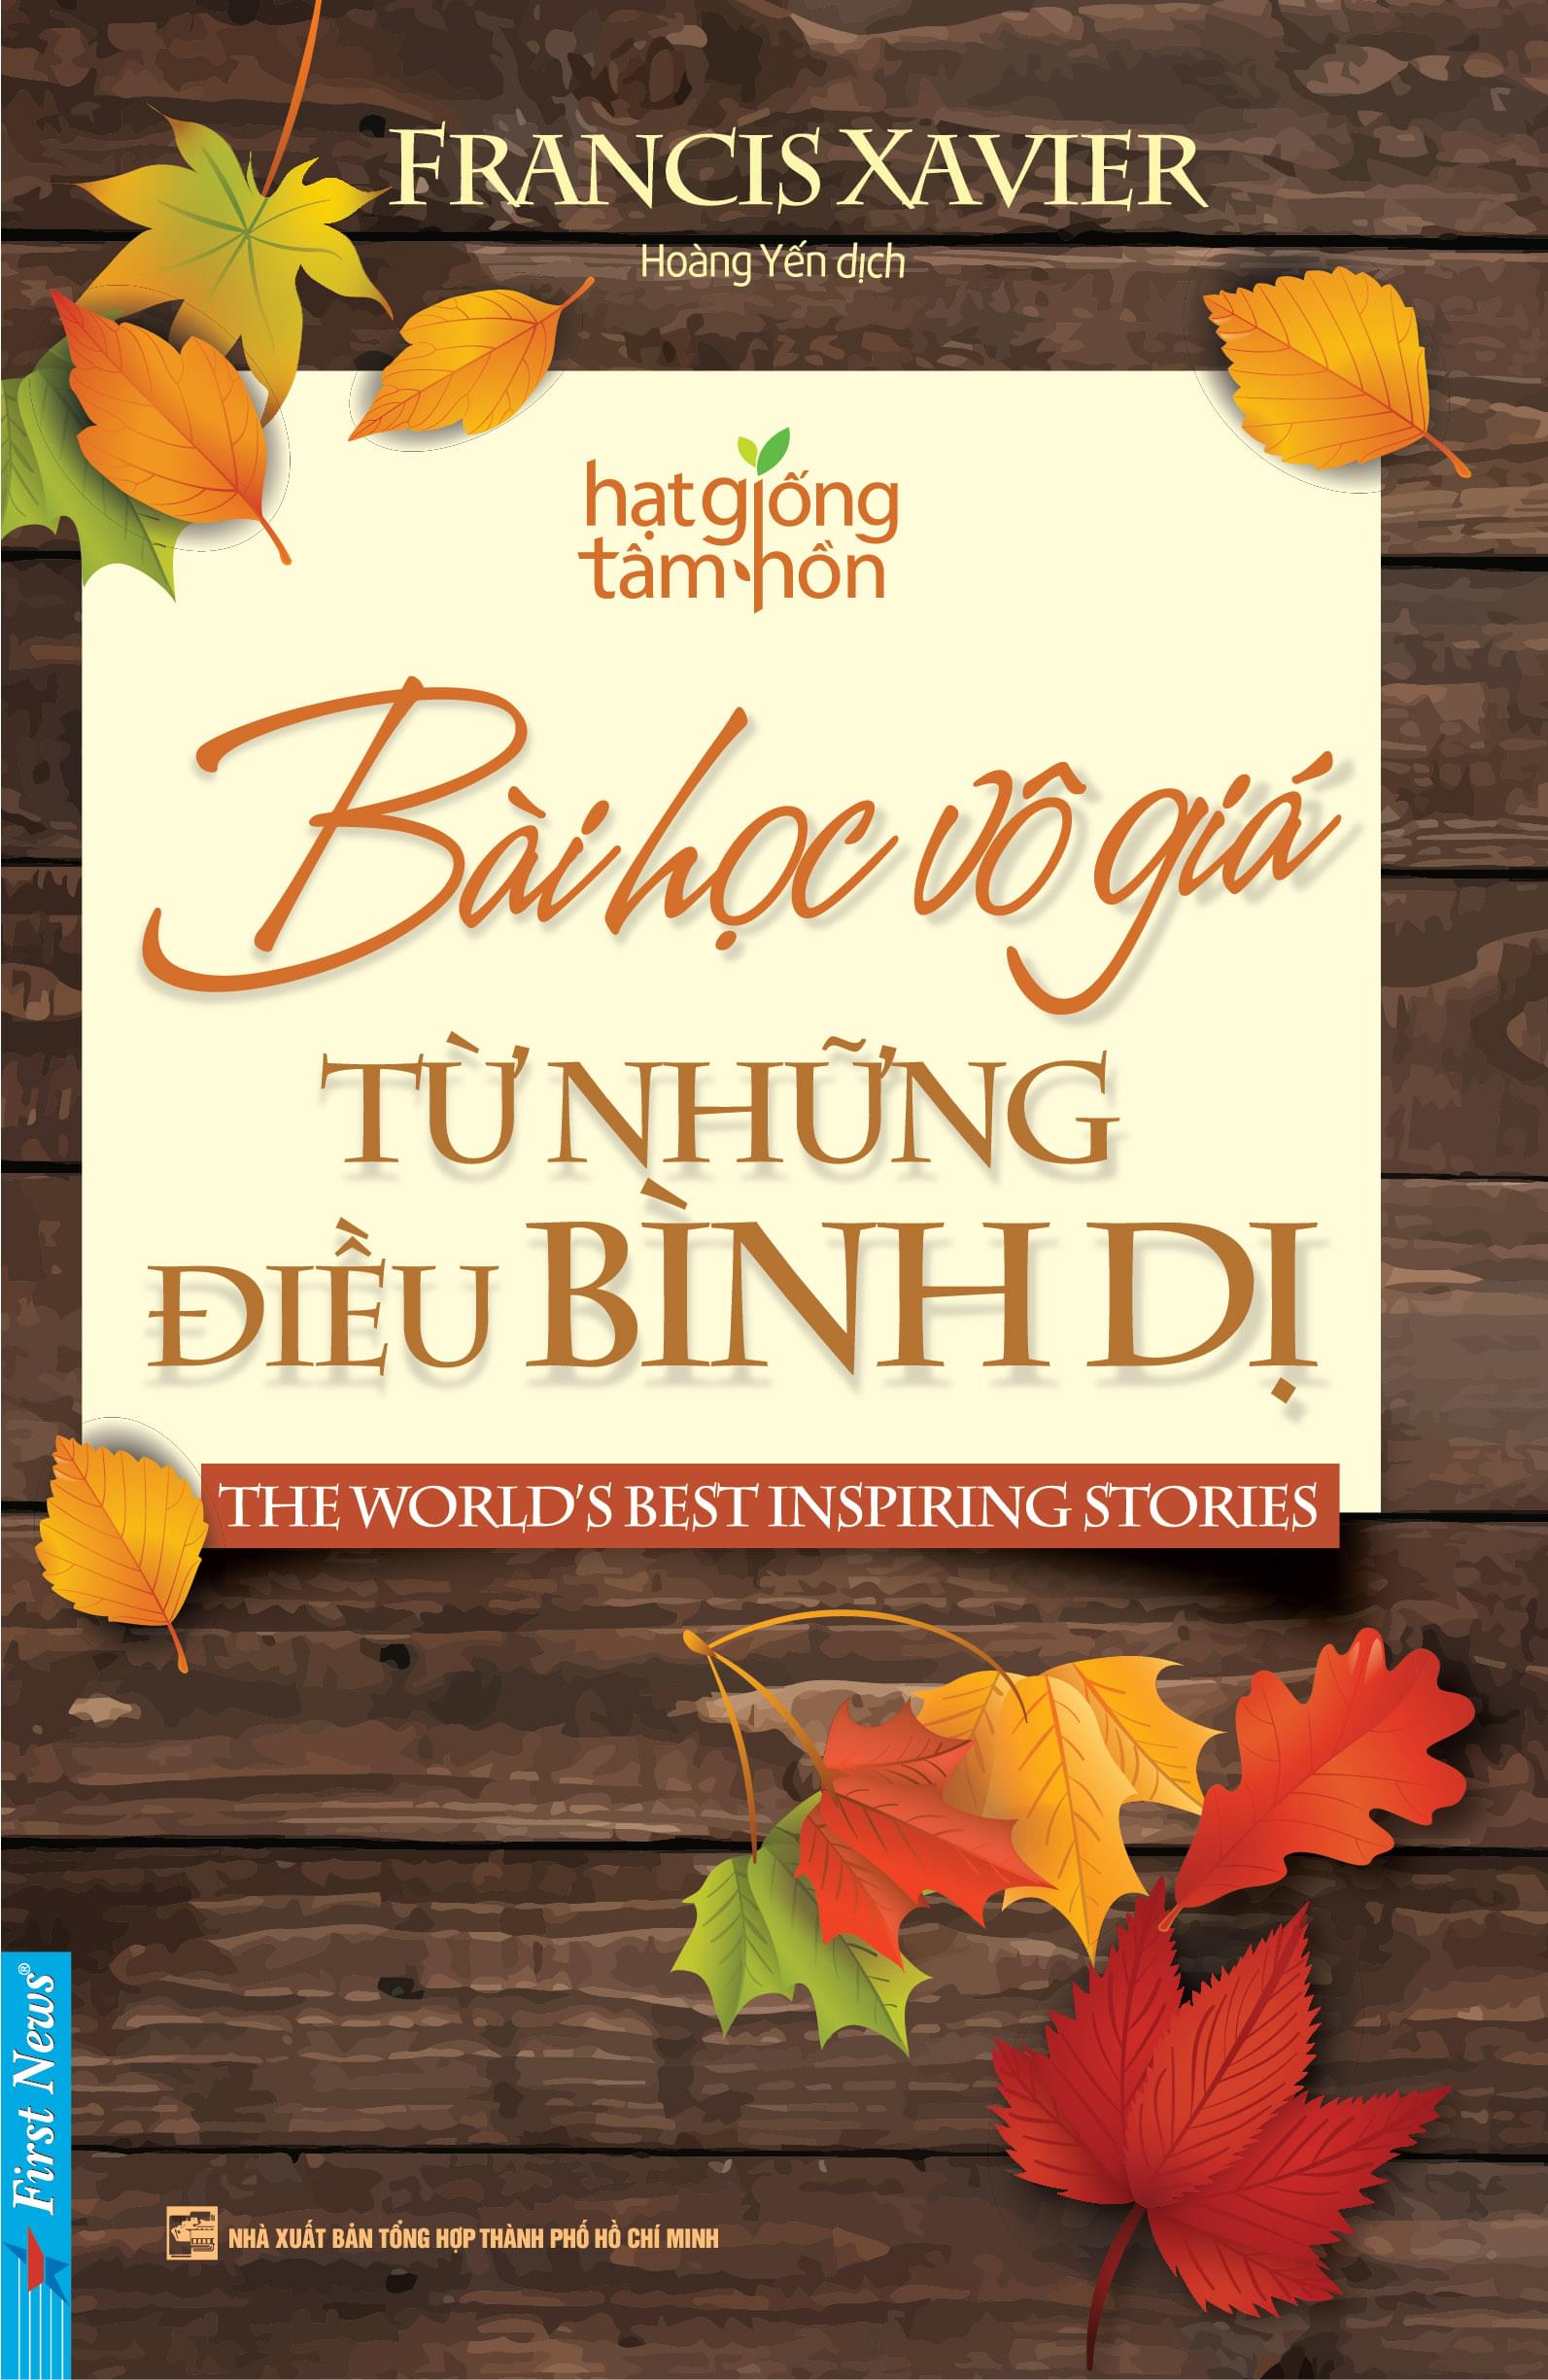 FRANCIS XAVIER
Hoàng Yến dịch
hạt giống
tâm hồn
Bài học vô giá
TỪ NHỮNG
ĐIỀU BÌNH DỊ
THE WORLD'S BEST INSPIRING STORIES
First News®
NHÀ XUẤT BẢN TỔNG HỢP THÀNH PHỐ HỒ CHÍ MINH